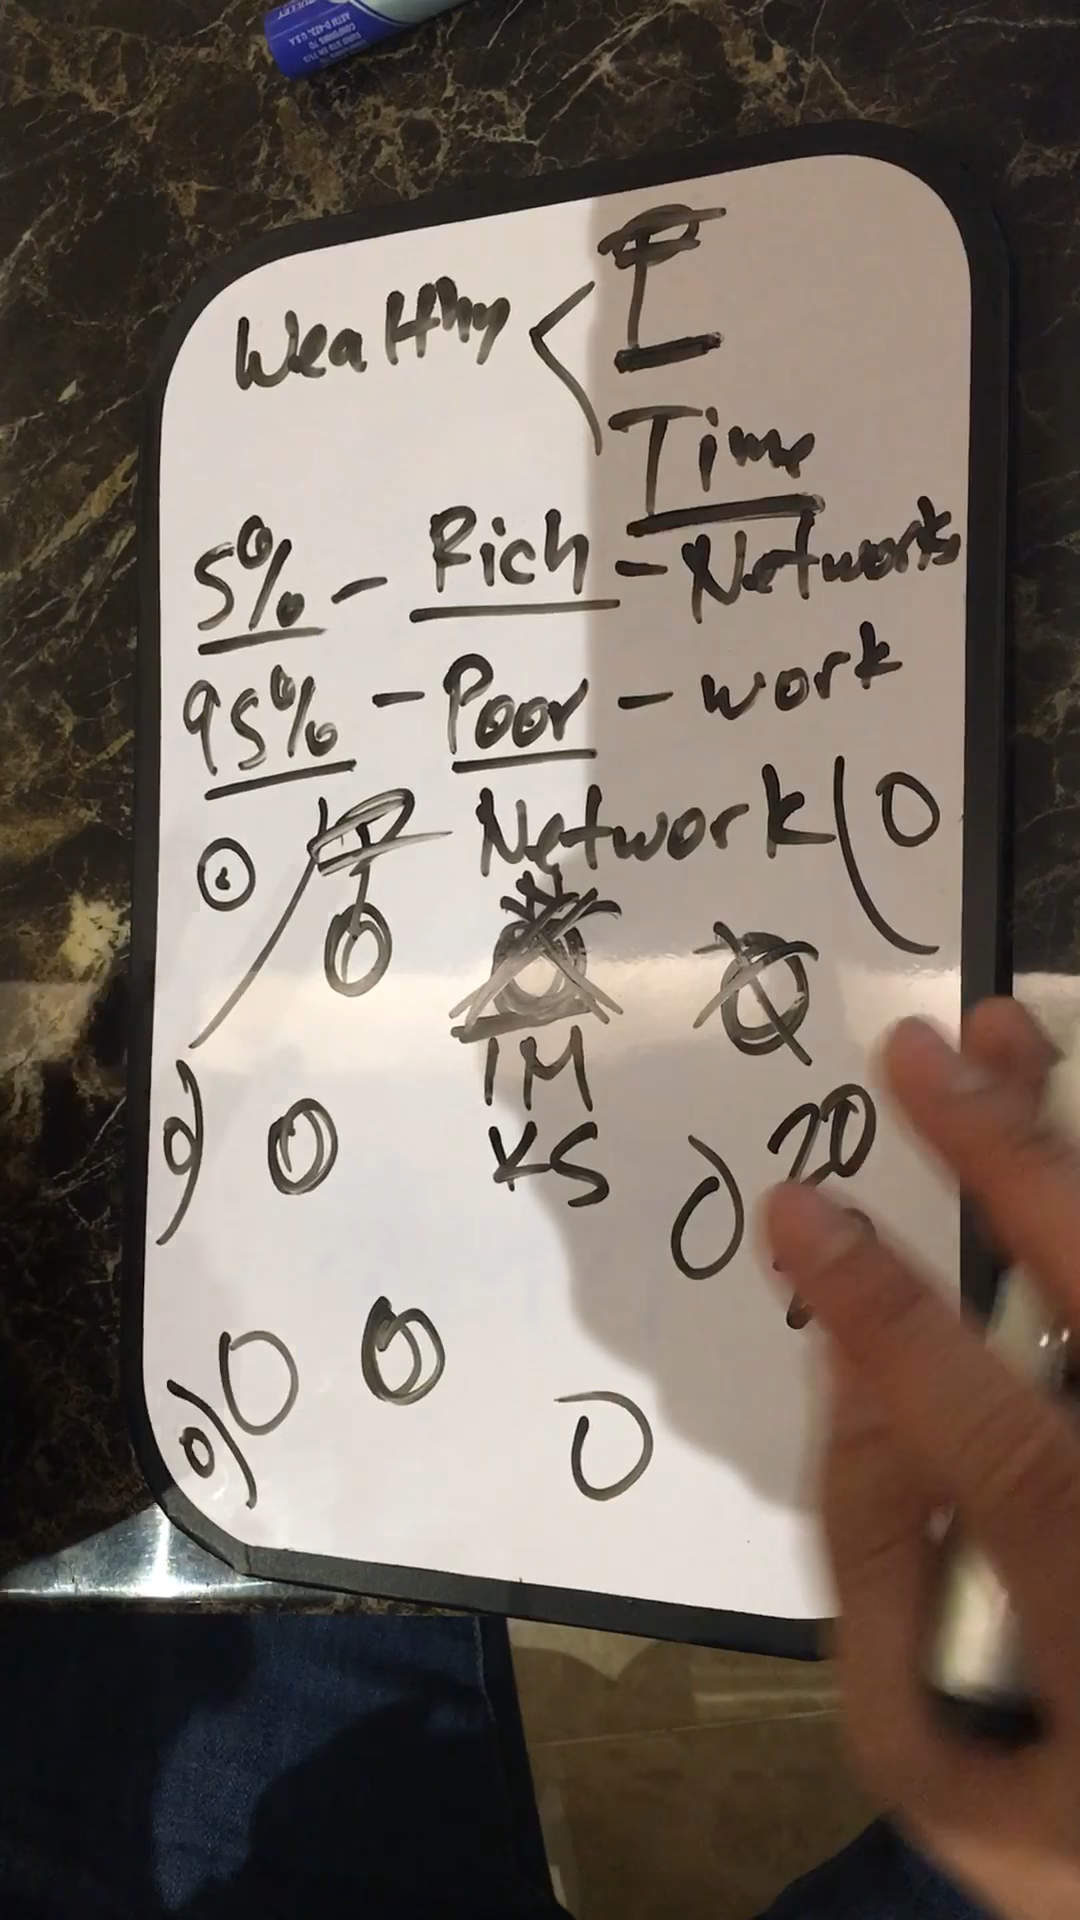 I
Wealthy
Time
5% - Rich - Networks
95% - Poor - work
Network
1M
KS
20